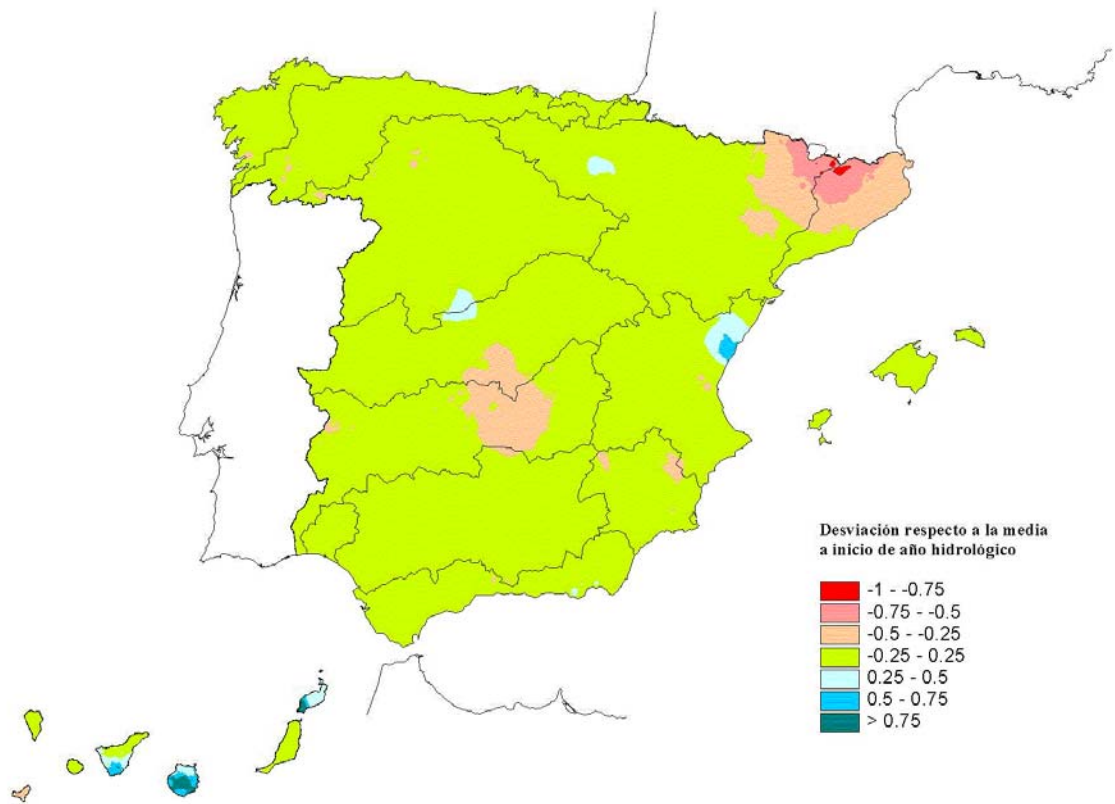 Desviación respecto a la media
a inicio de año hidrológico
-1 - -0.75
-0.75 - -0.5
-0.5 - -0.25
-0.25 - 0.25
0.25 - 0.5
0.5 - 0.75
> 0.75